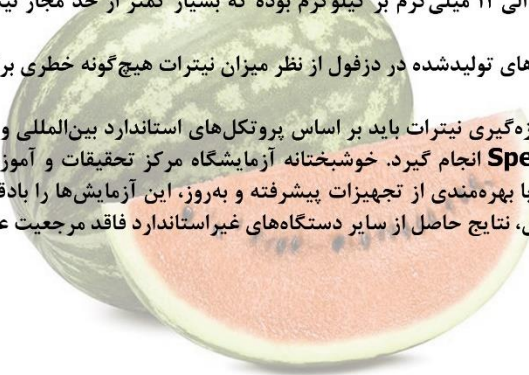 الی ۱۲ میلی‌گرم بر کیلوگرم بوده که بسیار کمتر از حد مجاز
های تولیدشده در دزفول از نظر میزان نیترات هیچ‌گونه خطری
زه‌گیری نیترات باید بر اساس پروتکل‌های استاندارد بین‌المللی و
Spe انجام گیرد. خوشبختانه آزمایشگاه مرکز تحقیقات و آموز
با بهره‌مندی از تجهیزات پیشرفته و به‌روز، این آزمایش‌ها را بادق
ن، نتایج حاصل از سایر دستگاه‌های غیراستاندارد فاقد مرجعیت ع